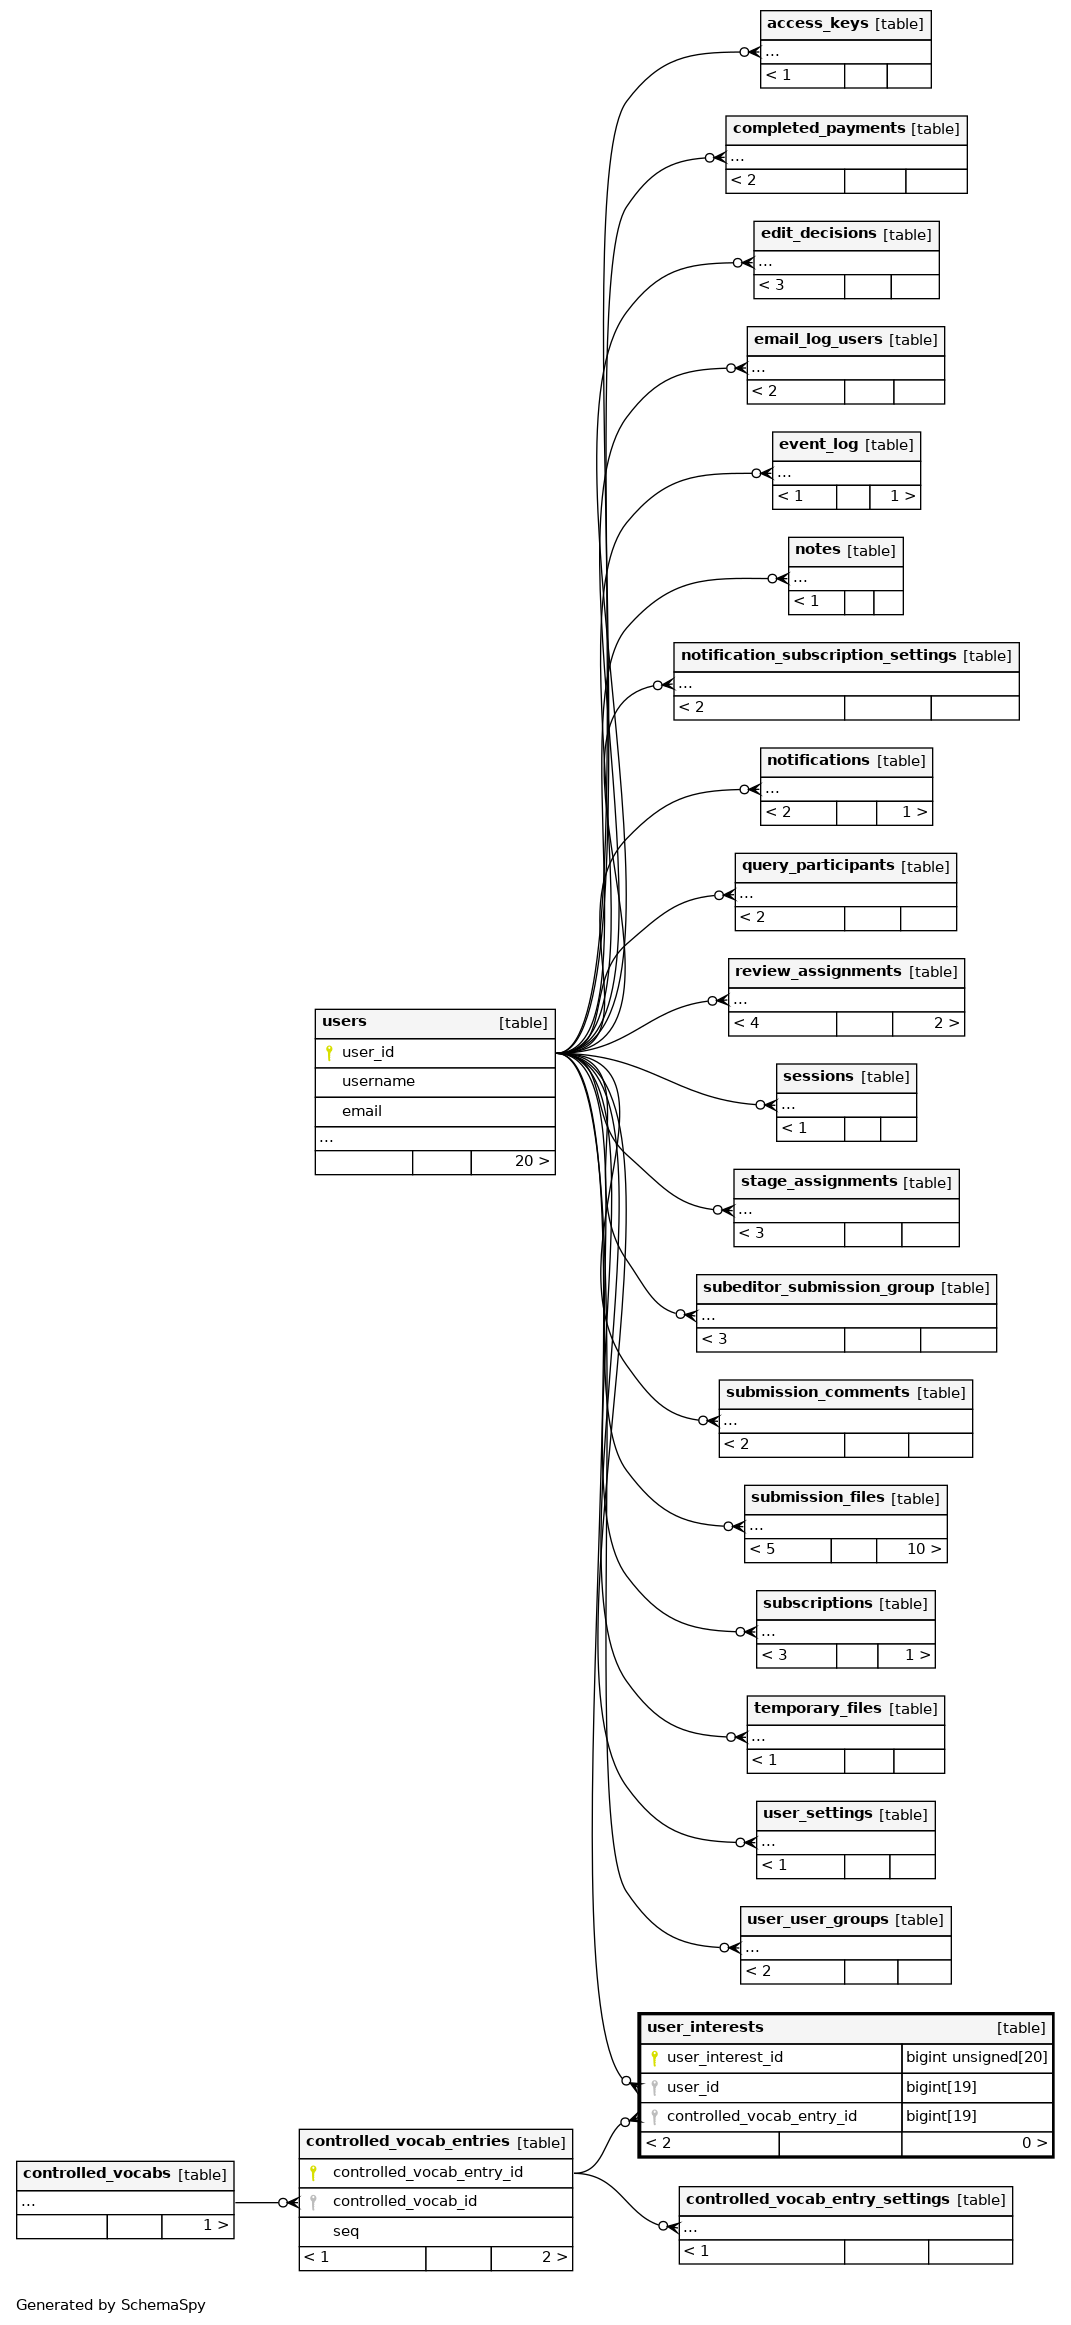 access_keys [table]
...
< 1
completed_payments [table]
...
< 2
edit_decisions [table]
...
< 3
email_log_users [table]
...
< 2
event_log [table]
...
< 1 1 >
notes [table]
...
< 1
notification_subscription_settings [table]
...
< 2
notifications [table]
...
< 2 1 >
query_participants [table]
...
< 2
review_assignments [table]
...
< 4 2 >
users [table]
user_id
username
email
...
20 >
sessions [table]
...
< 1
stage_assignments [table]
...
< 3
subeditor_submission_group [table]
...
< 3
submission_comments [table]
...
< 2
submission_files [table]
...
< 5 10 >
subscriptions [table]
...
< 3 1 >
temporary_files [table]
...
< 1
user_settings [table]
...
< 1
user_user_groups [table]
...
< 2
user_interests [table]
user_interest_id bigint unsigned[20]
user_id bigint[19]
controlled_vocab_entry_id bigint[19]
< 2 0 >
controlled_vocabs [table]
...
1 >
controlled_vocab_entries [table]
controlled_vocab_entry_id
controlled_vocab_id
seq
< 1 2 >
controlled_vocab_entry_settings [table]
...
< 1
Generated by SchemaSpy